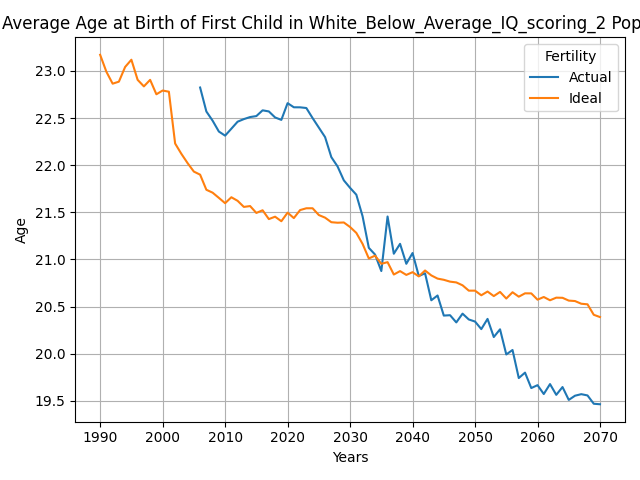 Average Age at Birth of First Child in White_Below_Average_IQ_scoring_2 Pop
Fertility
Actual
Ideal
23.0
22.5
22.0
21.5
21.0
20.5
20.0
19.5
Age
1990 2000 2010 2020 2030 2040 2050 2060 2070
Years